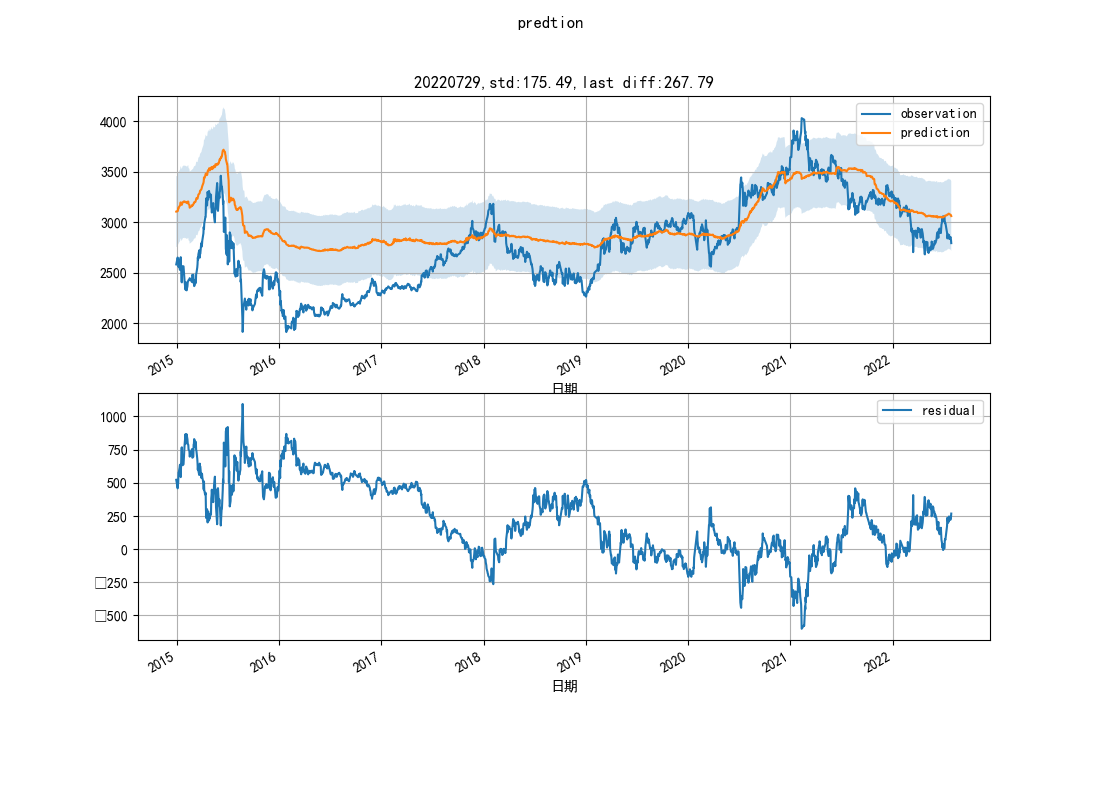 predtion
20220729,std:175.49,last diff:267.79
observation
prediction
4000
3500
3000
2500
2000
2015 2016 2017 2018 2019 2020 2021 2022
日期
residual
1000
750
500
250
0
□250
□500
2015 2016 2017 2018 2019 2020 2021 2022
日期